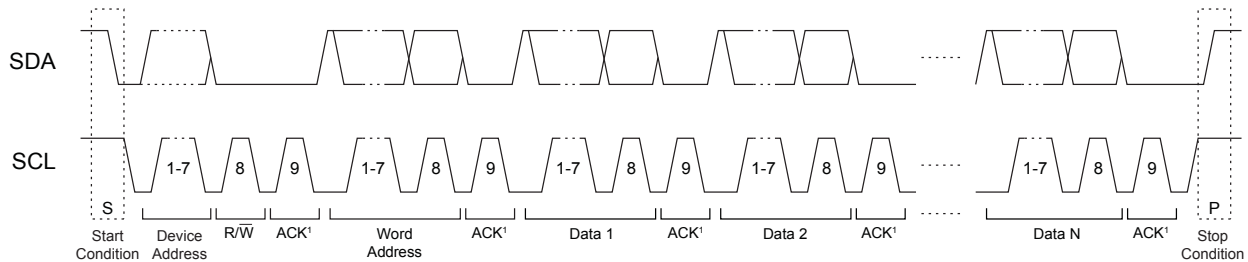 SDA
SCL
1-7 8 9 1-7 8 9 1-7 8 9 1-7 8 9 1-7 8 9
S P
Start Condition
Device Address
R/W̅
ACK¹
Word Address
ACK¹
Data 1
ACK¹
Data 2
ACK¹
Data N
ACK¹
Stop Condition